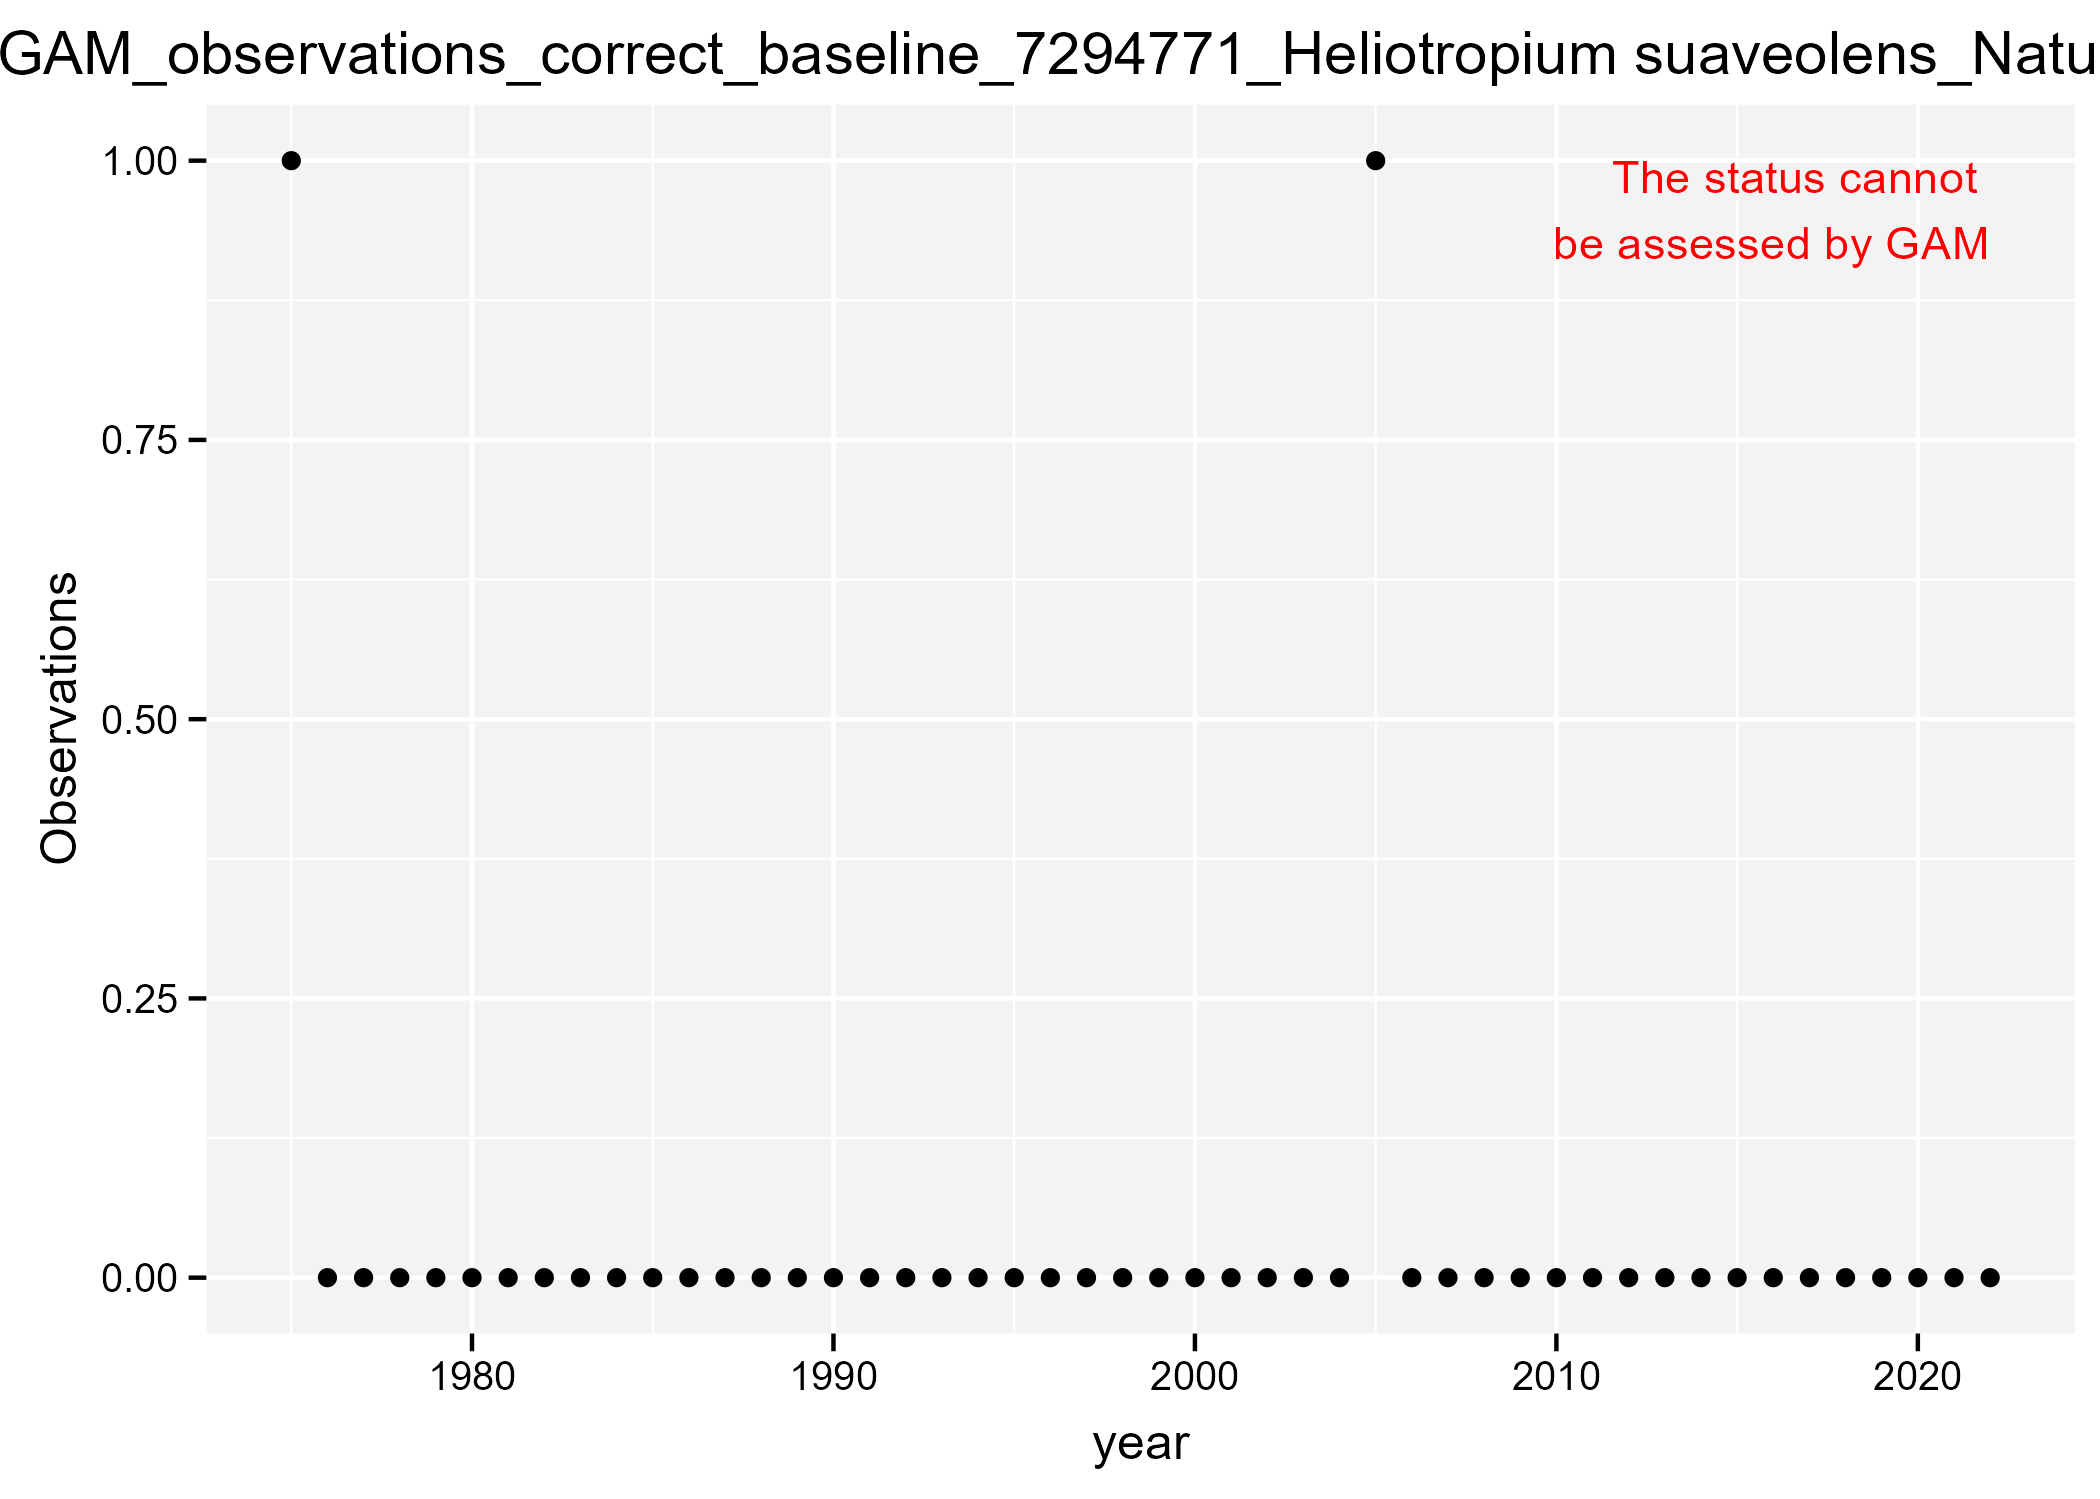 GAM_observations_correct_baseline_7294771_Heliotropium suaveolens_Natu
The status cannot
be assessed by GAM
1.00
0.75
0.50
0.25
0.00
Observations
1980 1990 2000 2010 2020
year